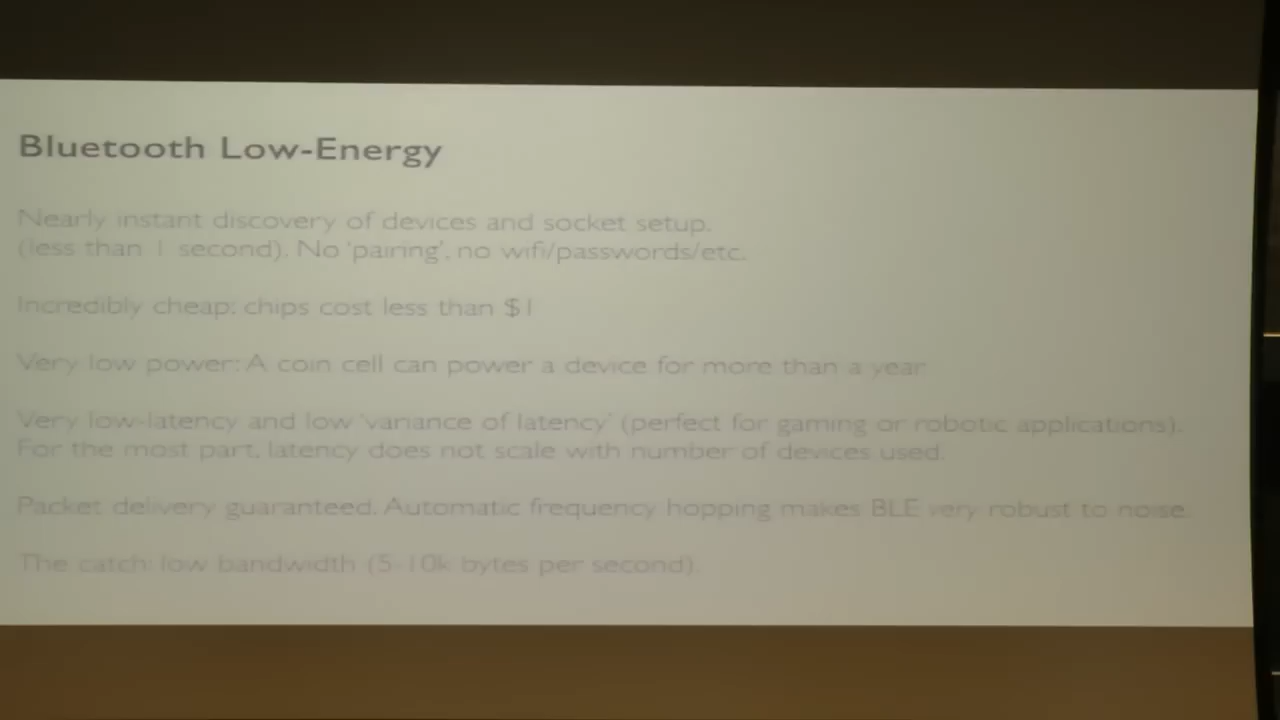 Bluetooth Low-Energy
Nearly instant discovery of devices and socket setup.
(less than 1 second). No 'pairing', no wifi/passwords/etc.
Incredibly cheap: chips cost less than $1
Very low power: A coin cell can power a device for more than a year.
Very low-latency and low 'variance of latency' (perfect for gaming or robotic applications).
For the most part, latency does not scale with number of devices used.
Packet delivery guaranteed. Automatic frequency hopping makes BLE very robust to noise.
The catch: low bandwidth (5-10k bytes per second).